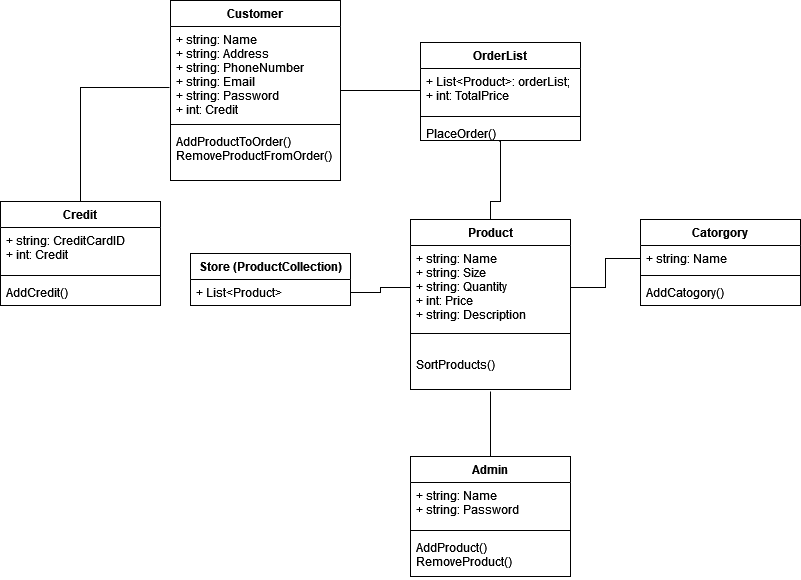 Customer
+ string: Name
+ string: Address
+ string: PhoneNumber
+ string: Email
+ string: Password
+ int: Credit
AddProductToOrder()
RemoveProductFromOrder()
OrderList
+ List<Product>: orderList;
+ int: TotalPrice
PlaceOrder()
Credit
+ string: CreditCardID
+ int: Credit
AddCredit()
Store (ProductCollection)
+ List<Product>
Product
+ string: Name
+ string: Size
+ string: Quantity
+ int: Price
+ string: Description
SortProducts()
Catorgory
+ string: Name
AddCatogory()
Admin
+ string: Name
+ string: Password
AddProduct()
RemoveProduct()